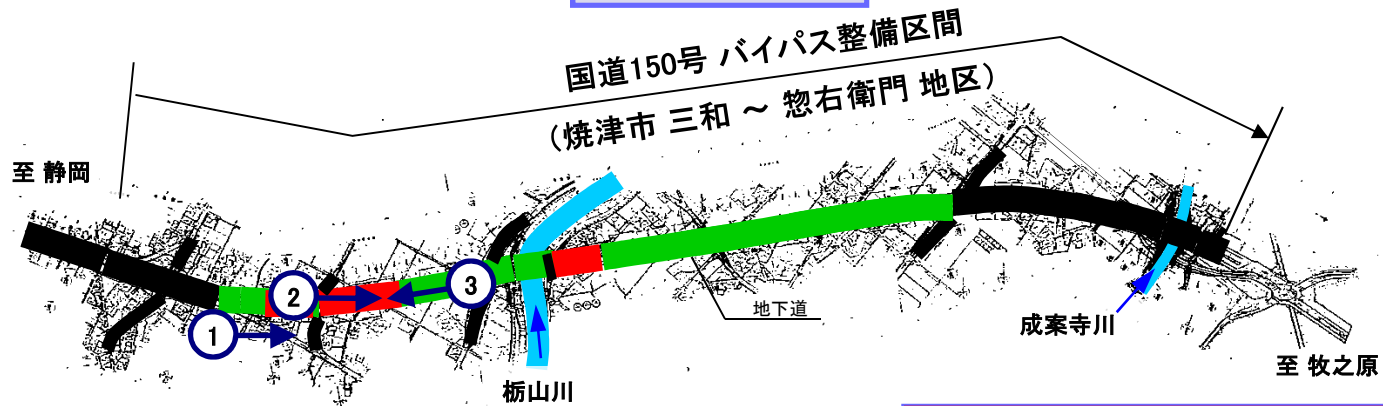 国道150号 バイパス整備区間
(焼津市 三和 ～ 惣右衛門 地区)
至 静岡
②
③
①
地下道
成案寺川
至 牧之原
栃山川